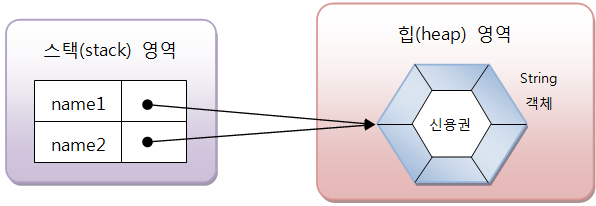 스택(stack) 영역
name1
name2
힙(heap) 영역
신용권
String
객체